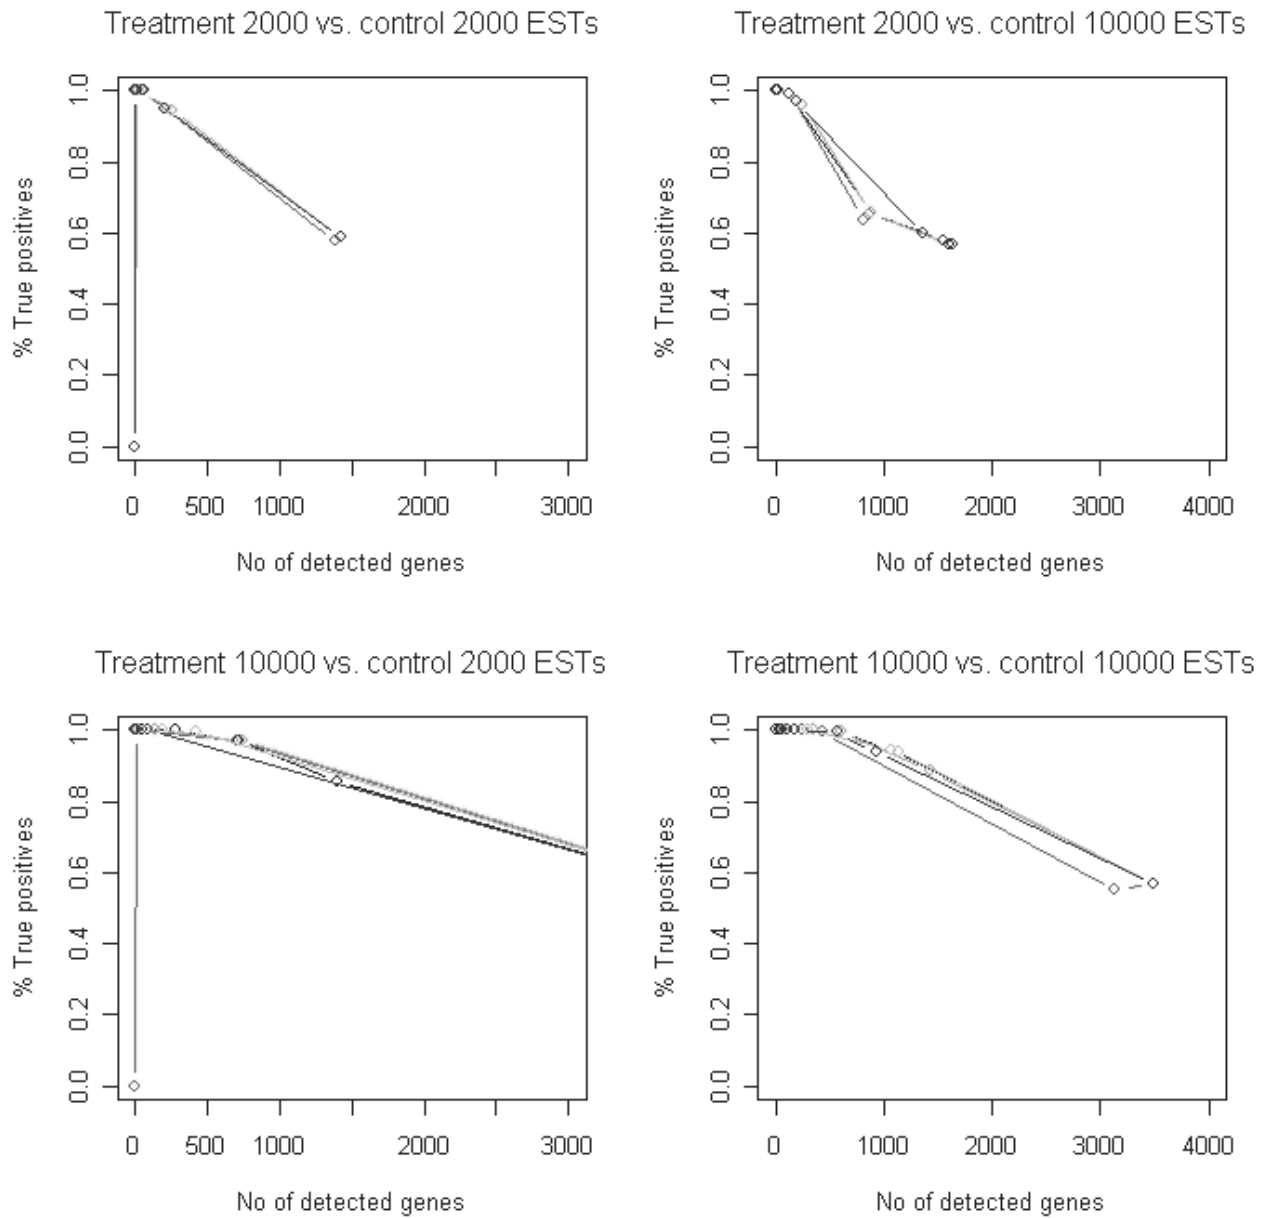 Treatment 2000 vs. control 2000 ESTs
% True positives
1.0
0.8
0.6
0.4
0.2
0.0
0 500 1000 2000 3000
No of detected genes
Treatment 2000 vs. control 10000 ESTs
% True positives
1.0
0.8
0.6
0.4
0.2
0.0
0 1000 2000 3000 4000
No of detected genes
Treatment 10000 vs. control 2000 ESTs
% True positives
1.0
0.8
0.6
0.4
0.2
0.0
0 500 1000 2000 3000
No of detected genes
Treatment 10000 vs. control 10000 ESTs
% True positives
1.0
0.8
0.6
0.4
0.2
0.0
0 1000 2000 3000 4000
No of detected genes